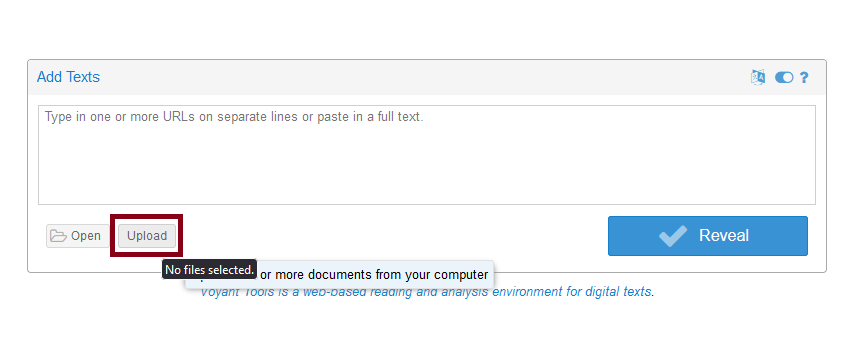 Add Texts ?
Type in one or more URLs on separate lines or paste in a full text.
Open Upload Reveal
No files selected. or more documents from your computer
Voyant Tools is a web-based reading and analysis environment for digital texts.